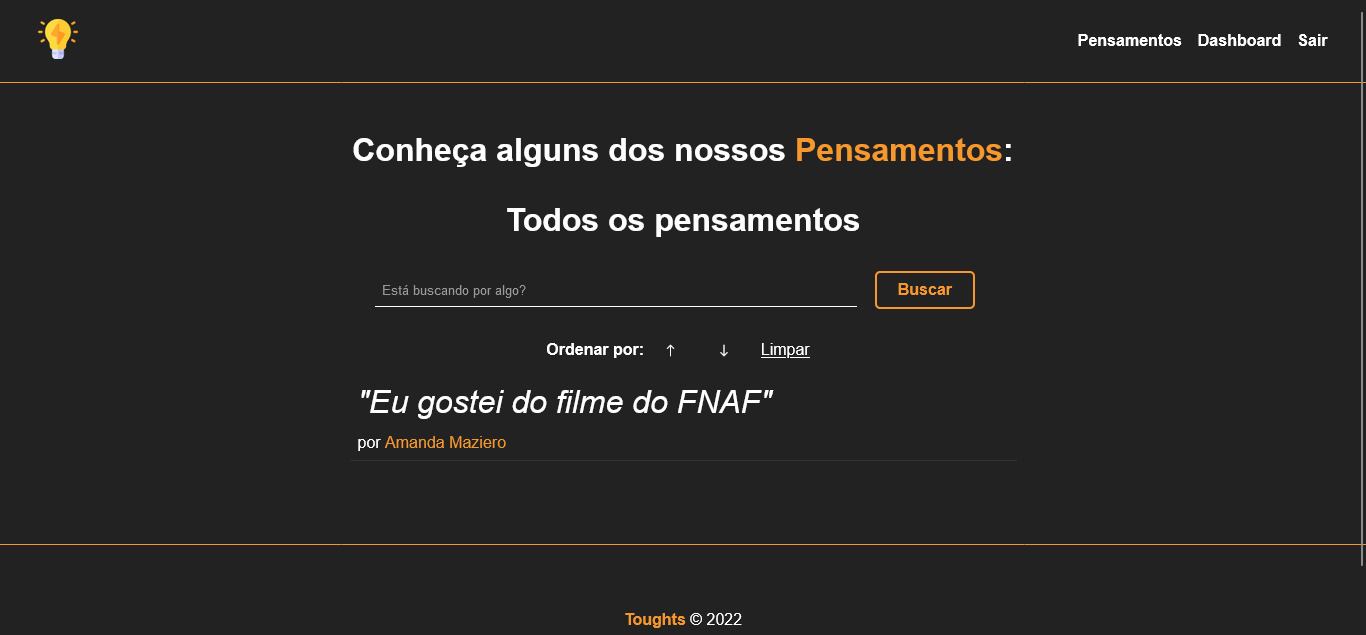 Pensamentos Dashboard Sair
Conheça alguns dos nossos Pensamentos:
Todos os pensamentos
Está buscando por algo? Buscar
Ordenar por: ↑ ↓ Limpar
"Eu gostei do filme do FNAF"
por Amanda Maziero
Toughts © 2022